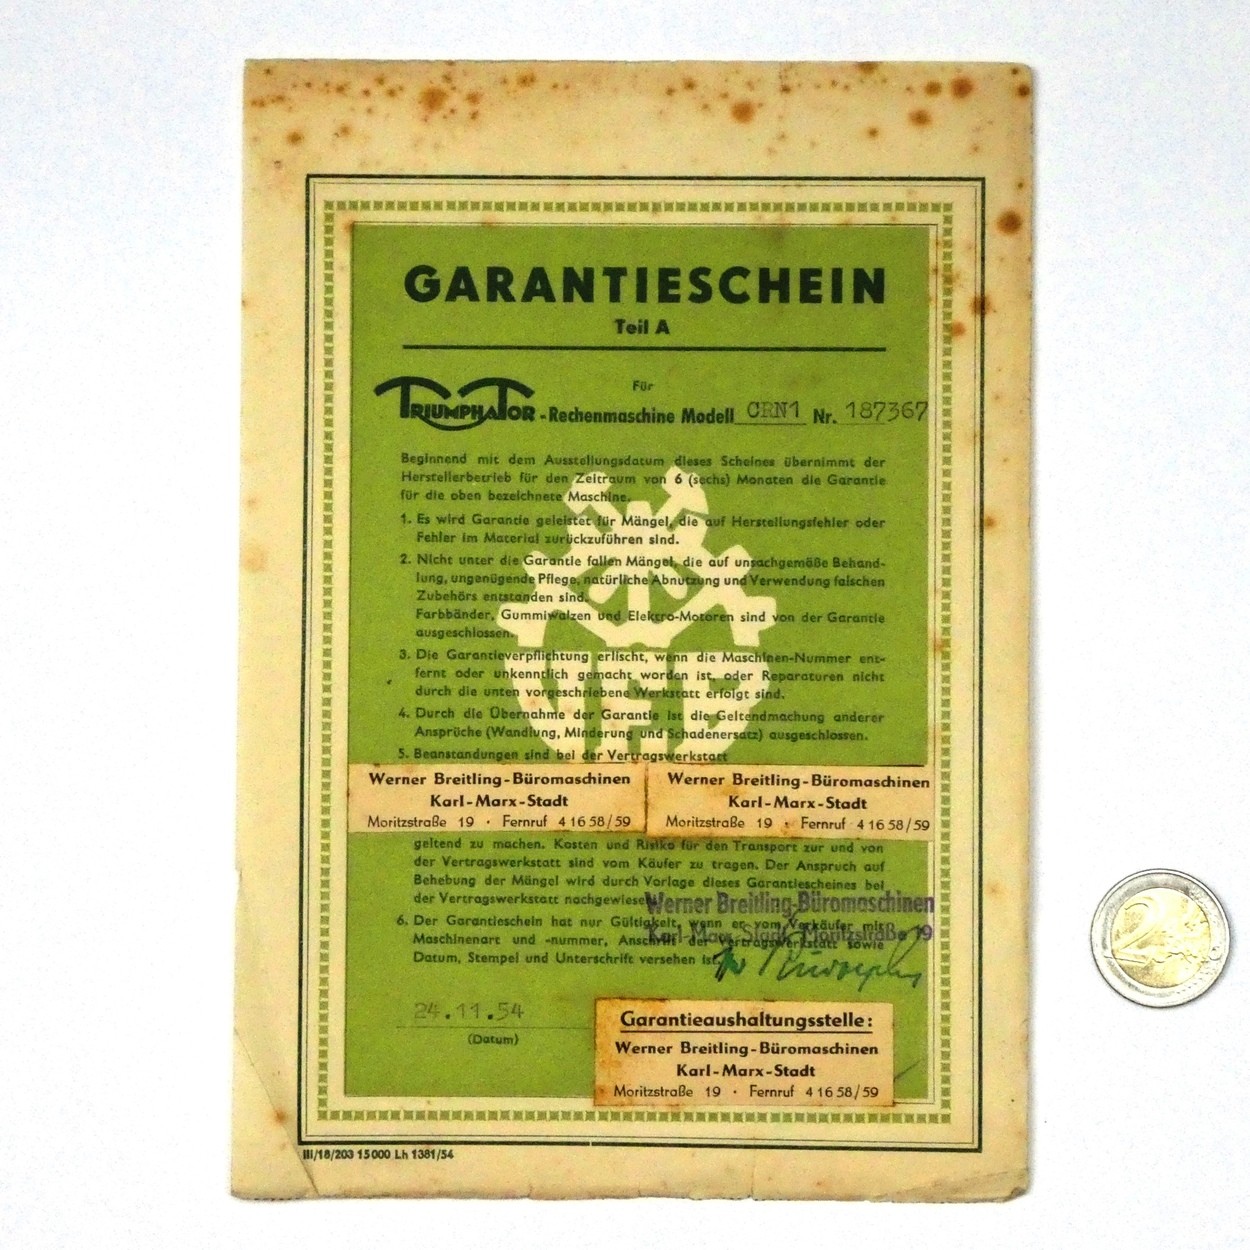 GARANTIESCHEIN
Teil A
Für
TRIUMPHATOR-Rechenmaschine Modell CRN1 Nr. 187367
Beginnend mit dem Ausstellungsdatum dieses Scheines übernimmt der
Herstellerbetrieb für den Zeitraum von 6 (sechs) Monaten die Garantie
für die oben bezeichnete Maschine.
1. Es wird Garantie geleistet für Mängel, die auf Herstellungsfehler oder
Fehler im Material zurückzuführen sind.
2. Nicht unter die Garantie fallen Mängel, die auf unsachgemäße Behand-
lung, ungenügende Pflege, natürliche Abnutzung und Verwendung falschen
Zubehörs entstanden sind.
Farbbänder, Gummiwalzen und Elektro-Motoren sind von der Garantie
ausgeschlossen.
3. Die Garantieverpflichtung erlischt, wenn die Maschinen-Nummer ent-
fernt oder unkenntlich gemacht worden ist, oder Reparaturen nicht
durch die unten vorgeschriebene Werkstatt erfolgt sind.
4. Durch die Übernahme der Garantie ist die Geltendmachung anderer
Ansprüche (Wandlung, Minderung und Schadenersatz) ausgeschlossen.
5. Beanstandungen sind bei der Vertragswerkstatt
Werner Breitling-Büromaschinen
Karl-Marx-Stadt
Moritzstraße 19 · Fernruf 4 16 58/59
Werner Breitling-Büromaschinen
Karl-Marx-Stadt
Moritzstraße 19 · Fernruf 4 16 58/59
geltend zu machen. Kosten und Risiko für den Transport zur und von
der Vertragswerkstatt sind vom Käufer zu tragen. Der Anspruch auf
Behebung der Mängel wird durch Vorlage dieses Garantiescheines bei
der Vertragswerkstatt nachgewiesen.
Werner Breitling-Büromaschinen
Karl-Marx-Stadt, Moritzstraße 19
6. Der Garantieschein hat nur Gültigkeit, wenn er vom Verkäufer mit
Maschinenart und -nummer, Anschrift der Vertragswerkstatt sowie
Datum, Stempel und Unterschrift versehen ist.
24.11.54
(Datum)
Garantieaushaltungsstelle:
Werner Breitling-Büromaschinen
Karl-Marx-Stadt
Moritzstraße 19 · Fernruf 4 16 58/59
III/18/203 15000 Lh 1381/54
2